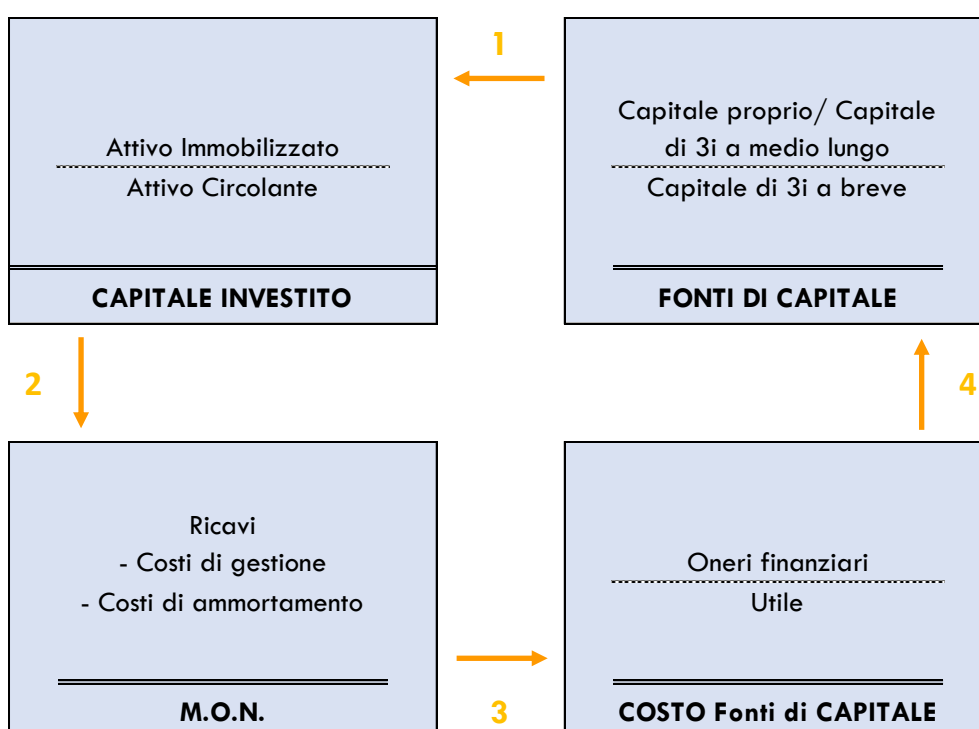 1
Attivo Immobilizzato
Attivo Circolante
CAPITALE INVESTITO
Capitale proprio/ Capitale
di 3i a medio lungo
Capitale di 3i a breve
FONTI DI CAPITALE
2
4
Ricavi
- Costi di gestione
- Costi di ammortamento
M.O.N.
3
Oneri finanziari
Utile
COSTO Fonti di CAPITALE